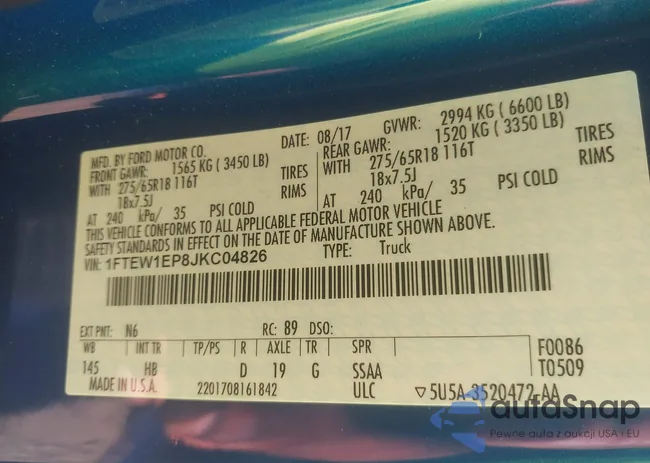 MFD. BY FORD MOTOR CO.
DATE: 08/17
GVWR: 2994 KG ( 6600 LB)
FRONT GAWR: 1565 KG ( 3450 LB)
WITH 275/65R18 116T TIRES
18x7.5J RIMS
AT 240 kPa/ 35 PSI COLD
REAR GAWR: 1520 KG ( 3350 LB)
WITH 275/65R18 116T TIRES
18x7.5J RIMS
AT 240 kPa/ 35 PSI COLD
THIS VEHICLE CONFORMS TO ALL APPLICABLE FEDERAL MOTOR VEHICLE
SAFETY STANDARDS IN EFFECT ON THE DATE OF MANUFACTURE SHOWN ABOVE.
VIN: 1FTEW1EP8JKC04826 TYPE: Truck
EXT PNT: N6 RC: 89 DSO:
WB INT TR TP/PS R AXLE TR SPR F0086
145 HB D 19 G SSAA T0509
MADE IN U.S.A. 2201708161842 ULC ▽5U5A-3520472-AA
autoSnap
Pewne auta z aukcji USA i EU